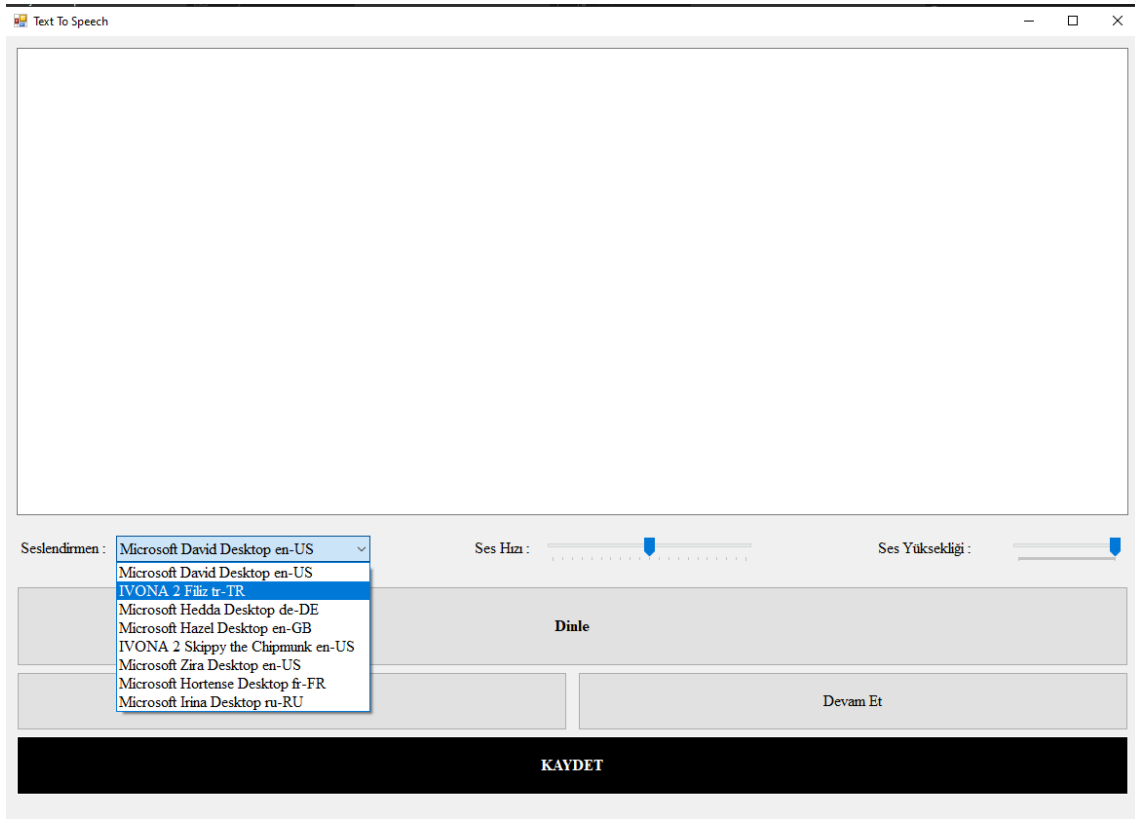 Text To Speech
Seslendirmen :
Microsoft David Desktop en-US
Ses Hızı :
Ses Yüksekliği :
Microsoft David Desktop en-US
IVONA 2 Filiz tr-TR
Microsoft Hedda Desktop de-DE
Microsoft Hazel Desktop en-GB
IVONA 2 Skippy the Chipmunk en-US
Microsoft Zira Desktop en-US
Microsoft Hortense Desktop fr-FR
Microsoft Irina Desktop ru-RU
Dinle
Devam Et
KAYDET